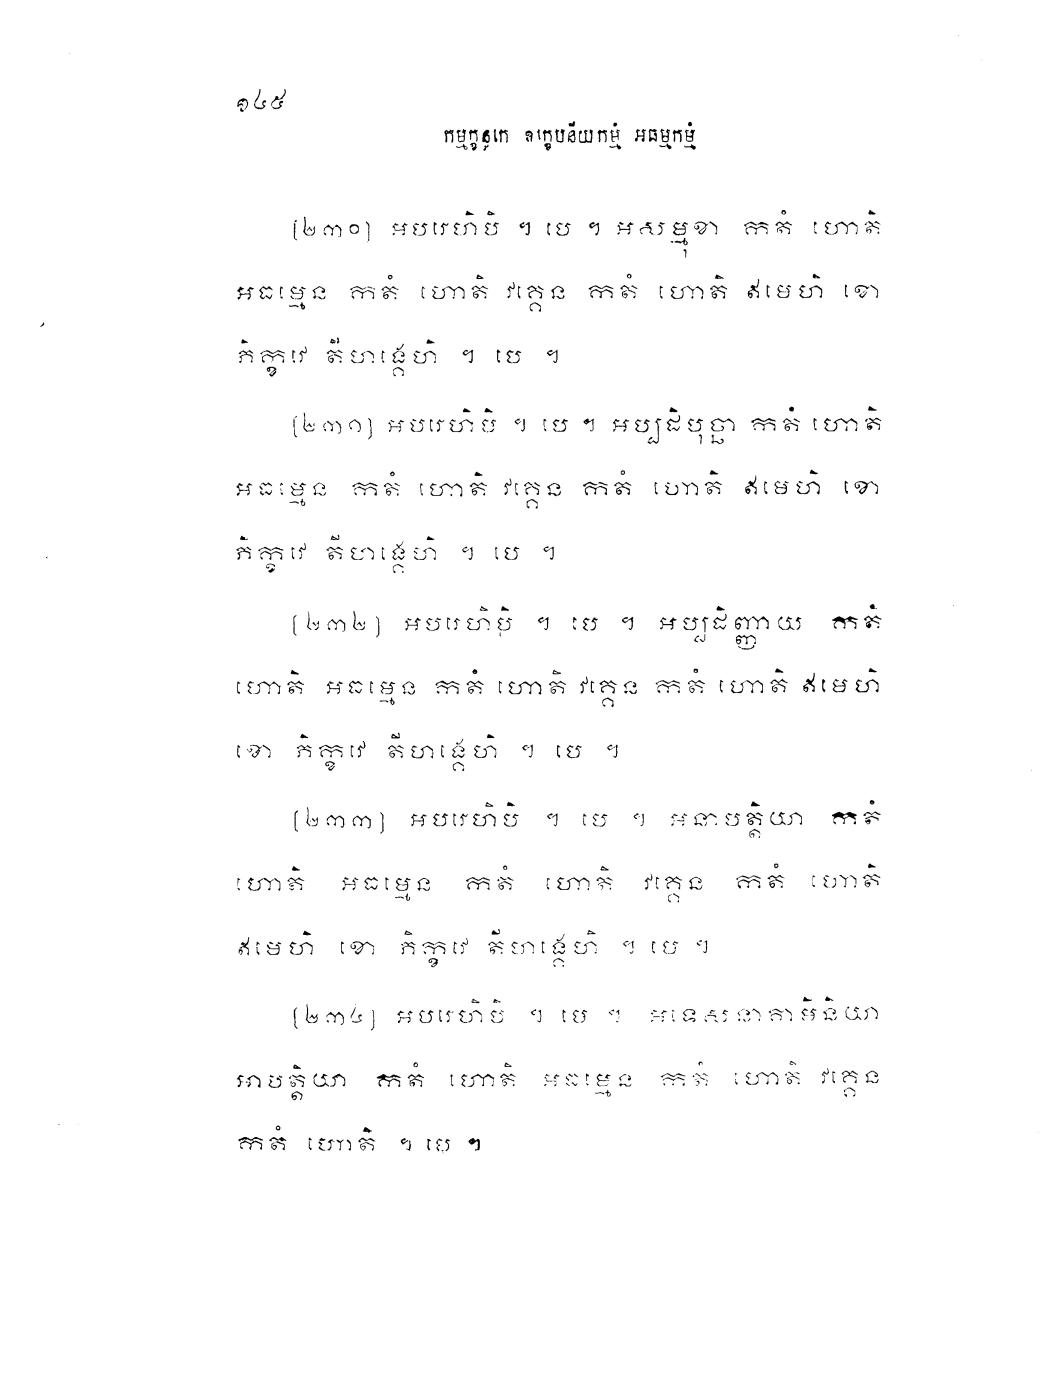 ១៤៥
កម្មក្ខន្ធកេ ឧក្ខេបនីយកម្មំ អធម្មកម្មំ
(២៣០) អបរេហិបិ ។ បេ ។ អសម្មុខា កតំ ហោតិ
អធម្មេន កតំ ហោតិ វគ្គេន កតំ ហោតិ ឥមេហិ ខោ
ភិក្ខវេ តីហង្គេហិ ។ បេ ។
(២៣១) អបរេហិបិ ។ បេ ។ អប្បដិបុច្ឆា កតំ ហោតិ
អធម្មេន កតំ ហោតិ វគ្គេន កតំ ហោតិ ឥមេហិ ខោ
ភិក្ខវេ តីហង្គេហិ ។ បេ ។
(២៣២) អបរេហិបិ ។ បេ ។ អប្បដិញ្ញាយ កតំ
ហោតិ អធម្មេន កតំ ហោតិ វគ្គេន កតំ ហោតិ ឥមេហិ
ខោ ភិក្ខវេ តីហង្គេហិ ។ បេ ។
(២៣៣) អបរេហិបិ ។ បេ ។ អនាបត្តិយា កតំ
ហោតិ អធម្មេន កតំ ហោតិ វគ្គេន កតំ ហោតិ
ឥមេហិ ខោ ភិក្ខវេ តីហង្គេហិ ។ បេ ។
(២៣៤) អបរេហិបិ ។ បេ ។ អទេសនាគាមិនិយា
អាបត្តិយា កតំ ហោតិ អធម្មេន កតំ ហោតិ វគ្គេន
កតំ ហោតិ ។ បេ ។